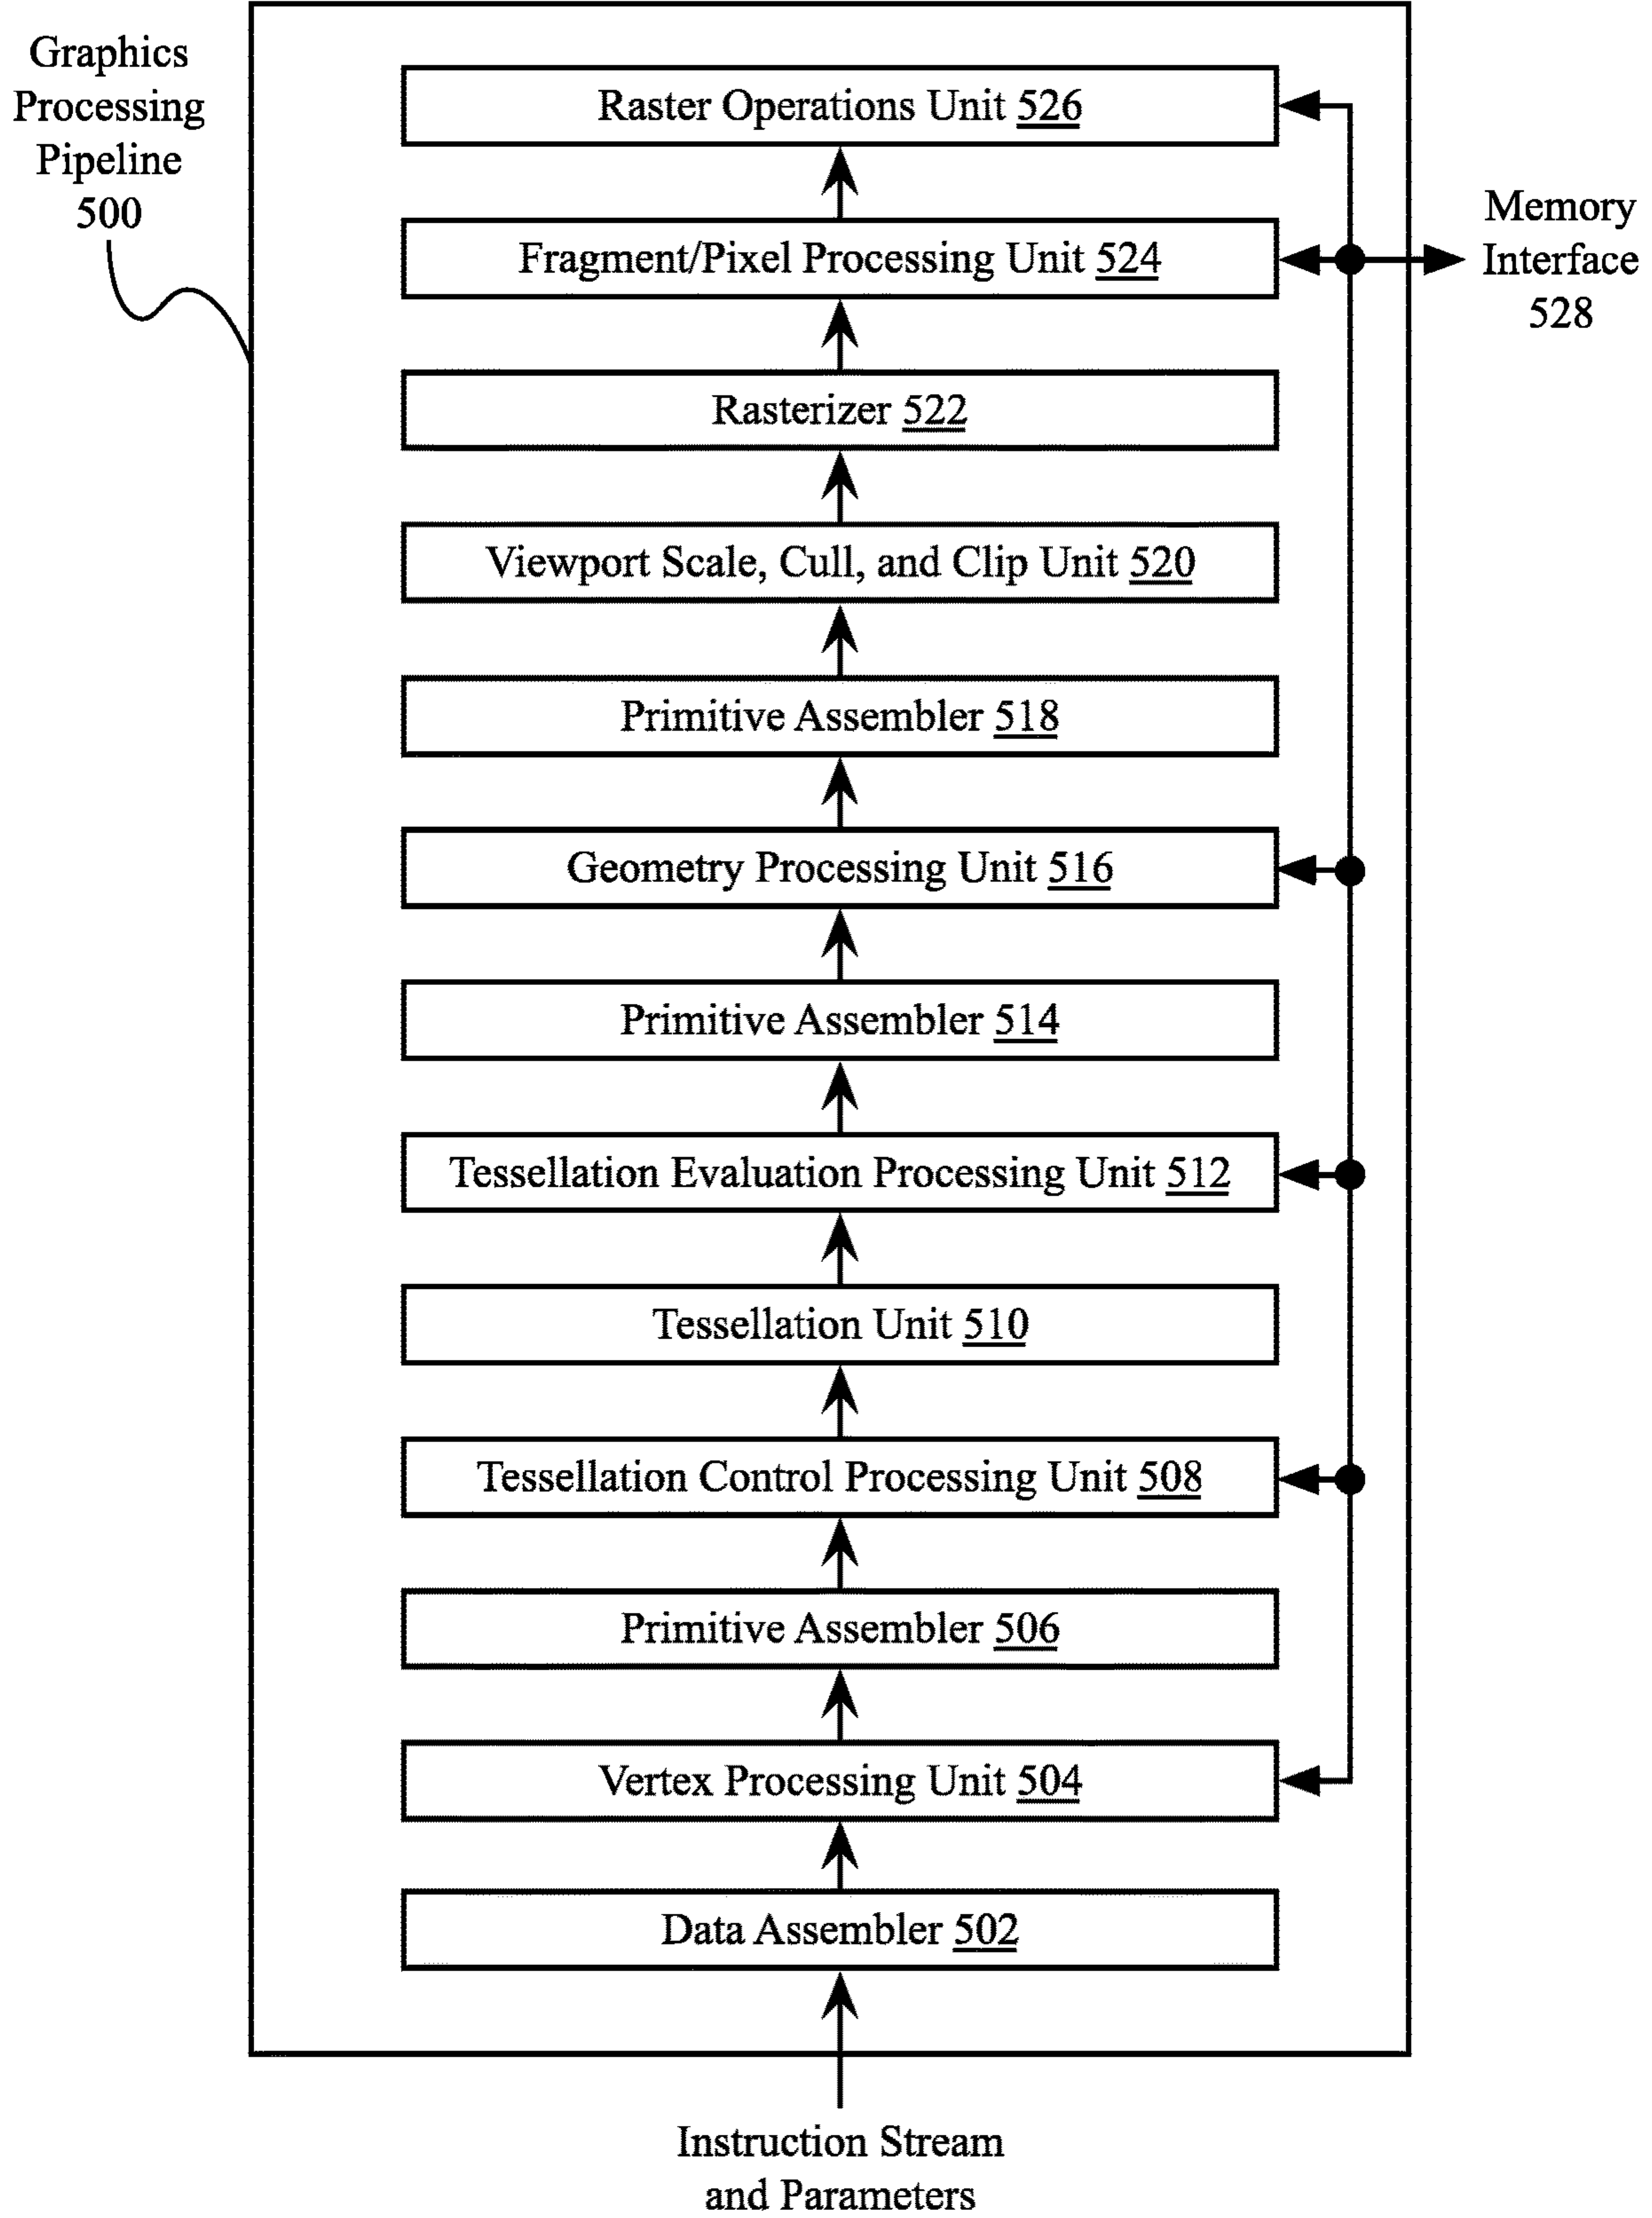 Graphics
Processing
Pipeline
500
Raster Operations Unit 526
Fragment/Pixel Processing Unit 524
Memory
Interface
528
Rasterizer 522
Viewport Scale, Cull, and Clip Unit 520
Primitive Assembler 518
Geometry Processing Unit 516
Primitive Assembler 514
Tessellation Evaluation Processing Unit 512
Tessellation Unit 510
Tessellation Control Processing Unit 508
Primitive Assembler 506
Vertex Processing Unit 504
Data Assembler 502
Instruction Stream
and Parameters